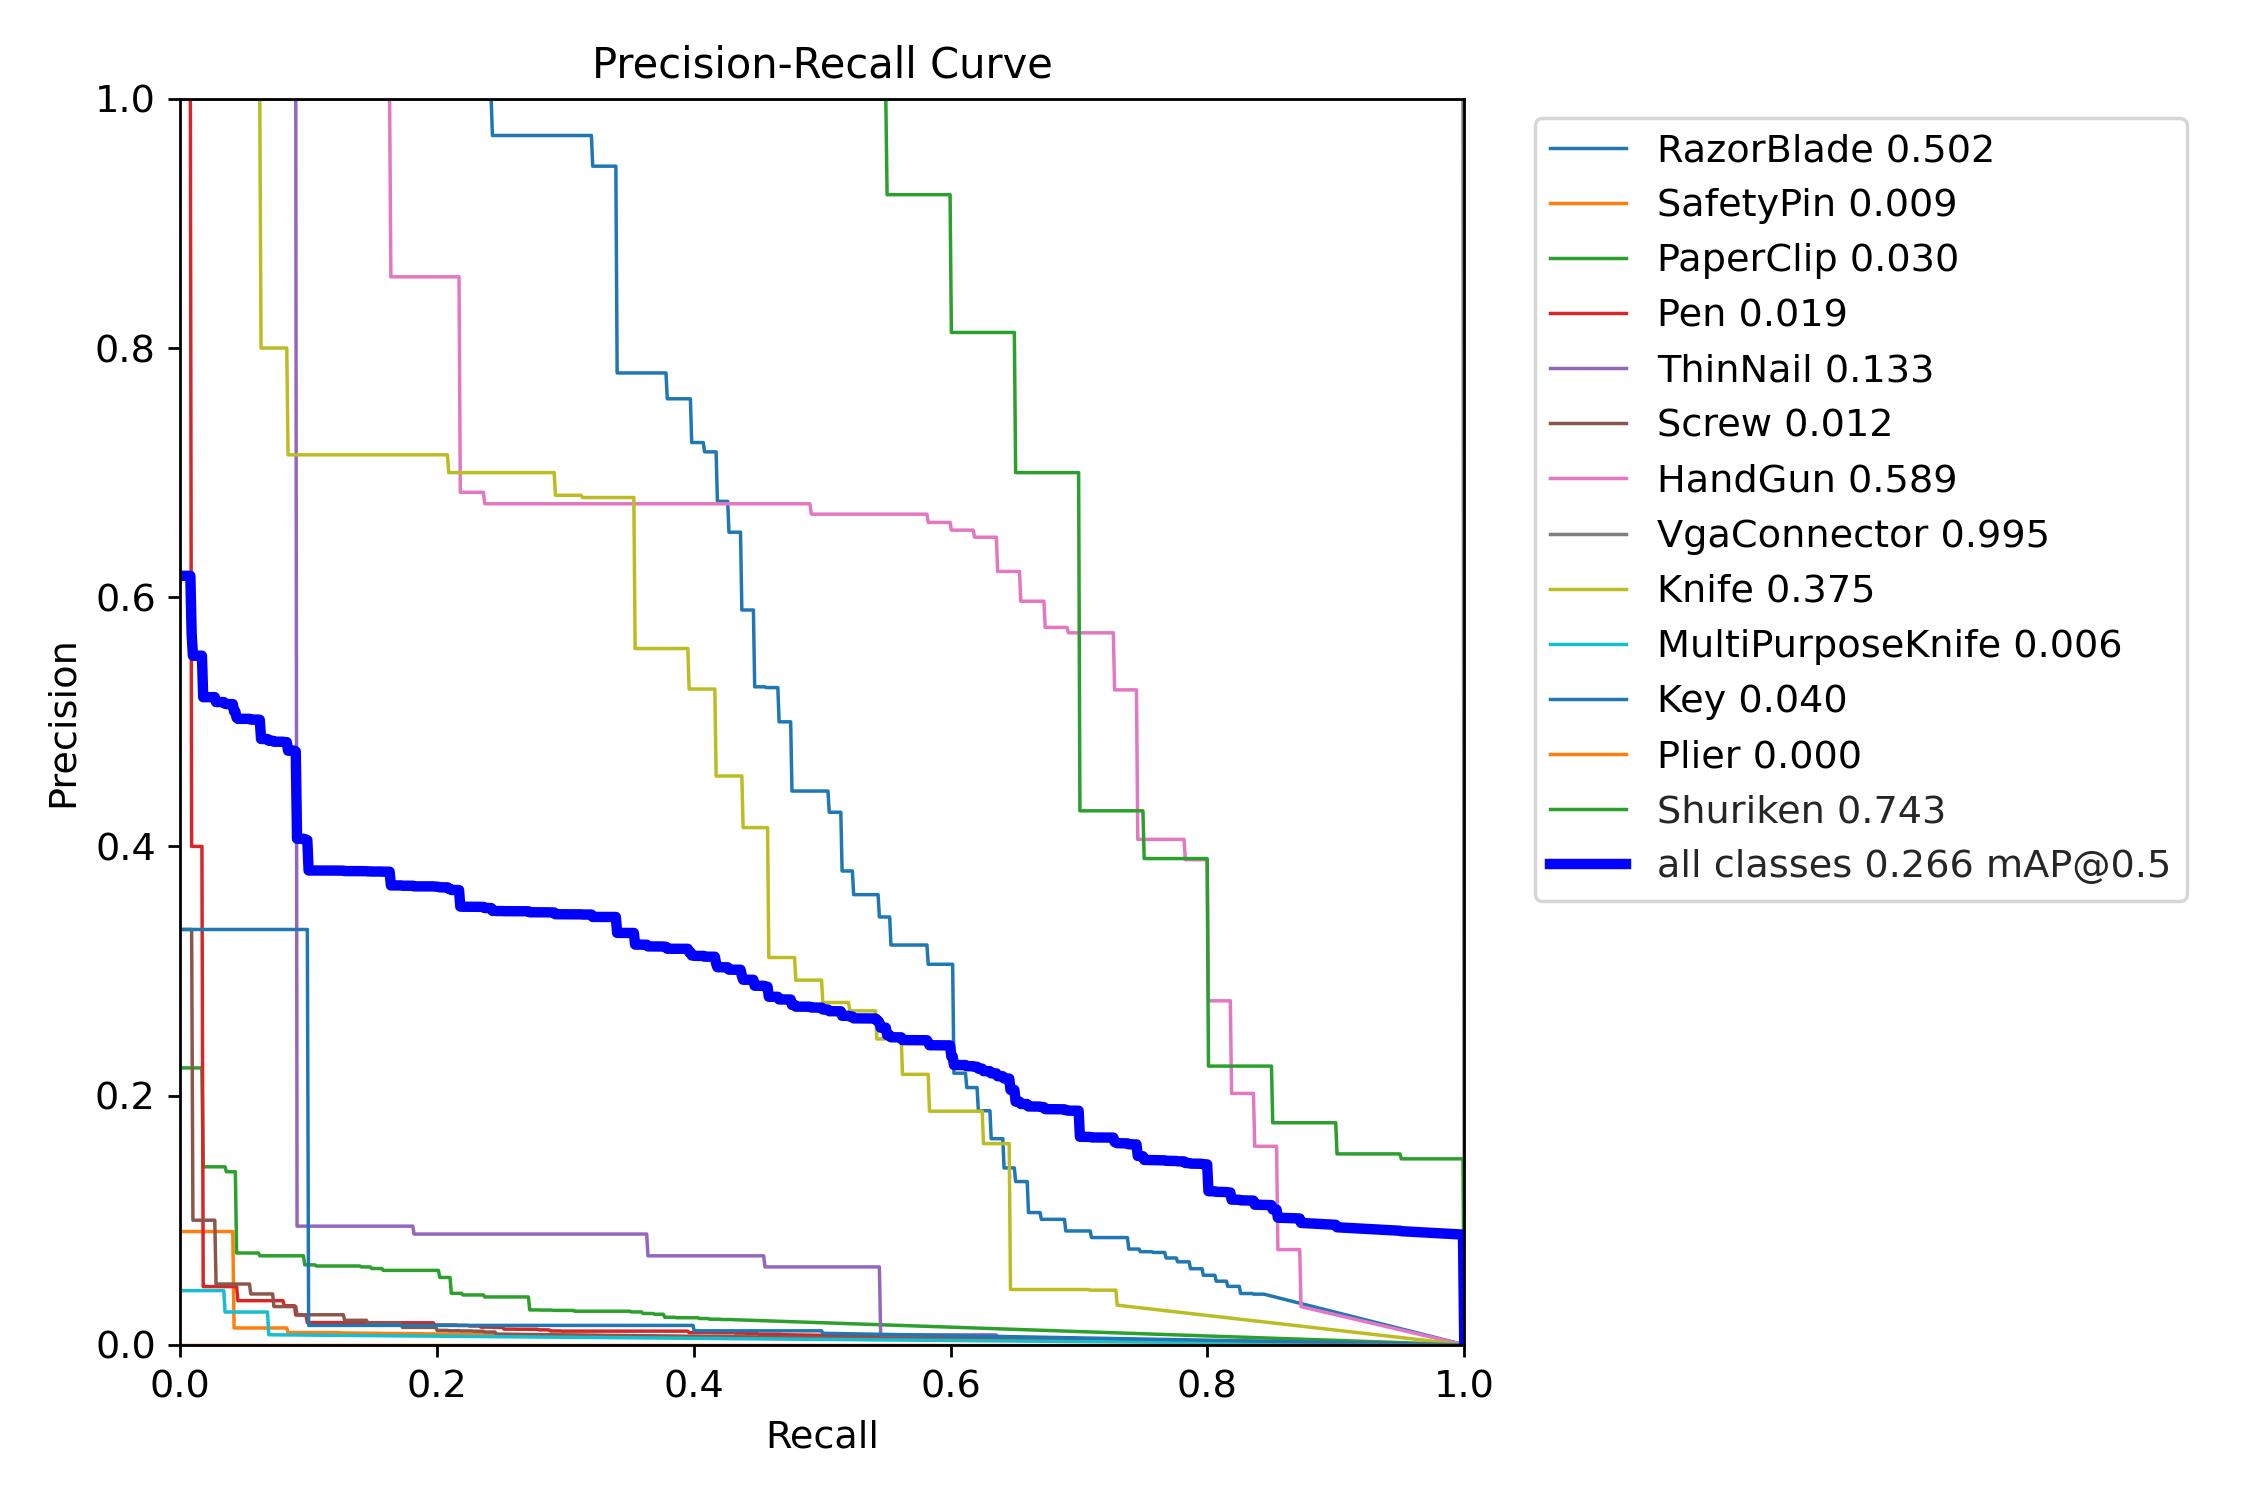 Precision-Recall Curve
1.0
0.8
0.6
0.4
0.2
0.0
Precision
0.0 0.2 0.4 0.6 0.8 1.0
Recall
RazorBlade 0.502
SafetyPin 0.009
PaperClip 0.030
Pen 0.019
ThinNail 0.133
Screw 0.012
HandGun 0.589
VgaConnector 0.995
Knife 0.375
MultiPurposeKnife 0.006
Key 0.040
Plier 0.000
Shuriken 0.743
all classes 0.266 mAP@0.5